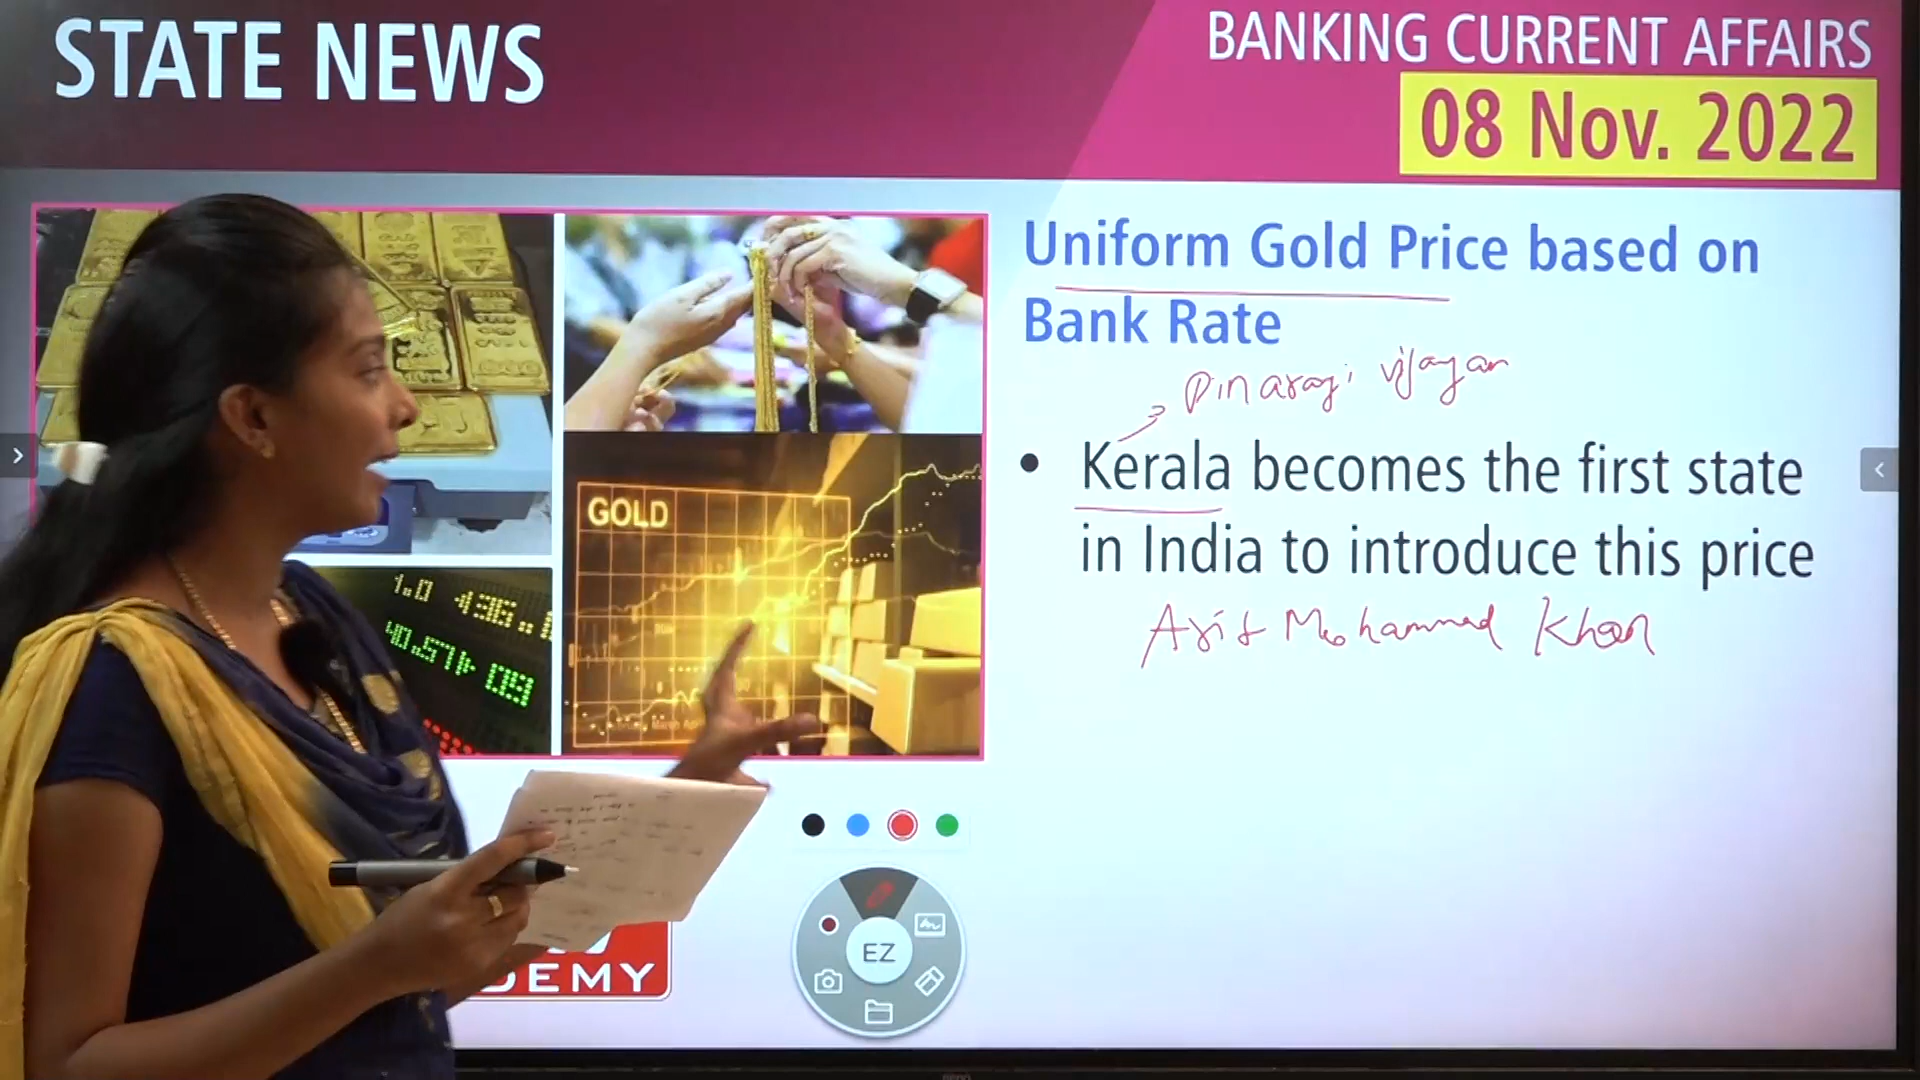 STATE NEWS
BANKING CURRENT AFFAIRS
08 Nov. 2022
Uniform Gold Price based on
Bank Rate
Pinarayi Vijayan
• Kerala becomes the first state
in India to introduce this price
Arif Mohammed Khan
GOLD
1.0 436.
40.57 09
EZ
DEMY